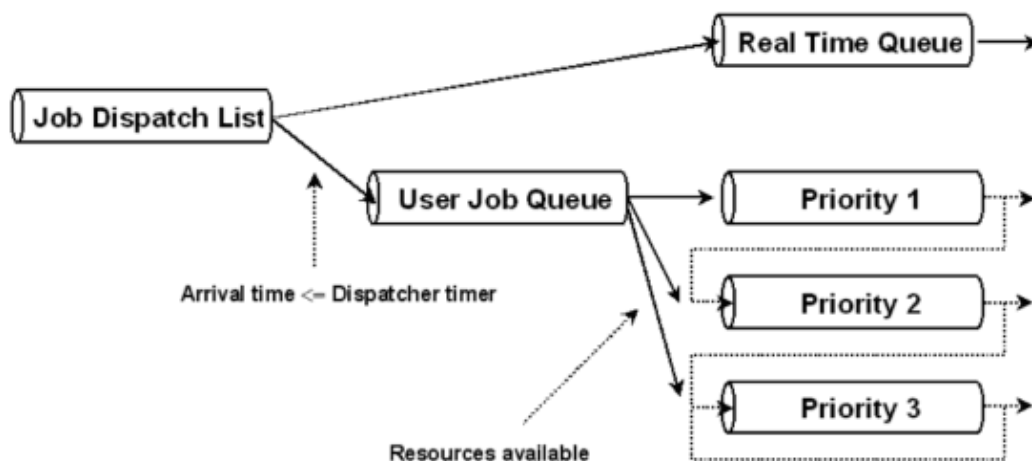 Real Time Queue
Job Dispatch List
User Job Queue
Priority 1
Arrival time <= Dispatcher timer
Priority 2
Priority 3
Resources available